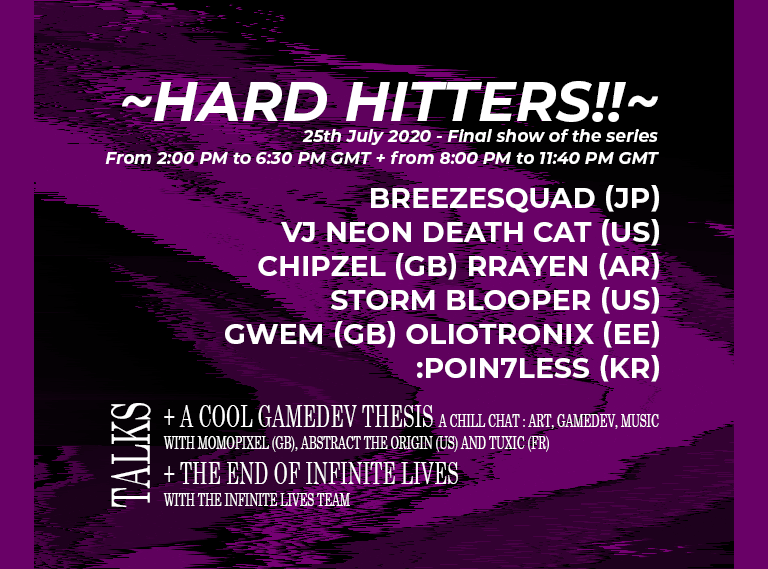 ~HARD HITTERS!!~
25th July 2020 - Final show of the series
From 2:00 PM to 6:30 PM GMT + from 8:00 PM to 11:40 PM GMT
BREEZESQUAD (JP)
VJ NEON DEATH CAT (US)
CHIPZEL (GB) RRAYEN (AR)
STORM BLOOPER (US)
GWEM (GB) OLIOTRONIX (EE)
:POIN7LESS (KR)
TALKS
+ A COOL GAMEDEV THESIS A CHILL CHAT : ART, GAMEDEV, MUSIC
WITH MOMOPIXEL (GB), ABSTRACT THE ORIGIN (US) AND TUXIC (FR)
+ THE END OF INFINITE LIVES
WITH THE INFINITE LIVES TEAM